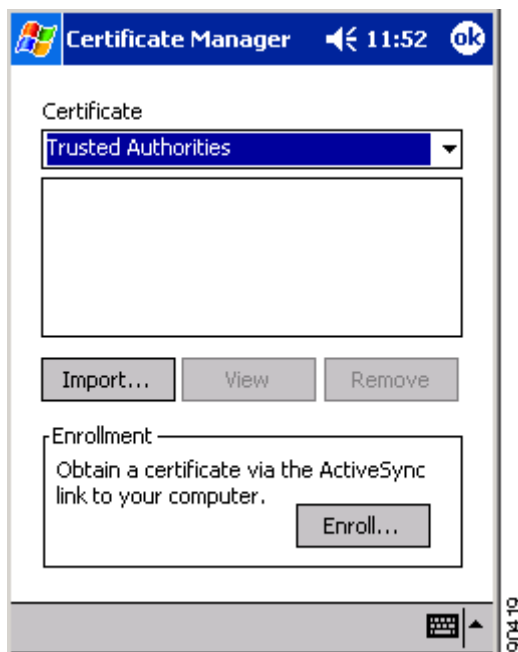 Certificate Manager 11:52 ok
Certificate
Trusted Authorities
Import... View Remove
Enrollment
Obtain a certificate via the ActiveSync
link to your computer.
Enroll...
90419